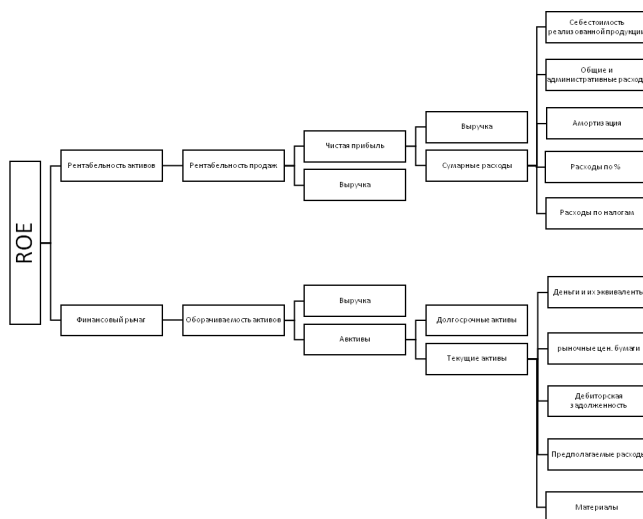 ROE
Рентабельность активов
Рентабельность продаж
Чистая прибыль
Выручка
Выручка
Сумарные расходы
Себестоимость
реализованной продукции
Общие и
административные расходы
Амортизация
Расходы по %
Расходы по налогам
Финансовый рычаг
Оборачиваемость активов
Выручка
Авктивы
Долгосрочные активы
Текущие активы
Деньги и их эквиваленты
рыночные цен. бумаги
Дебиторская
задолженность
Предполагаемые расходы
Материалы